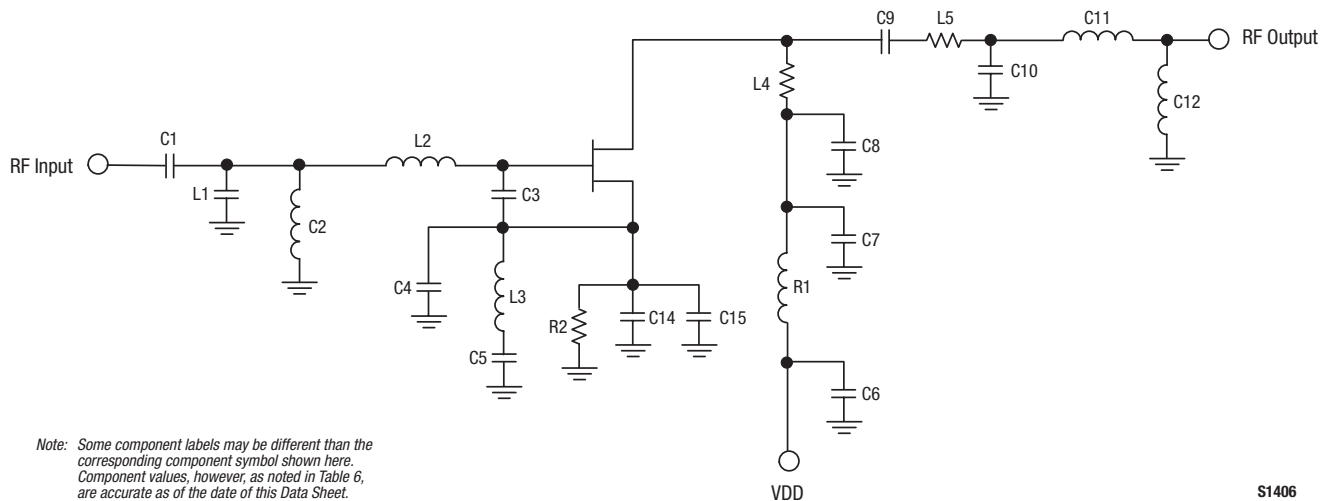 C9
L5
C11
RF Output
L4
C10
C12
C1
L2
C8
RF Input
L1
C3
C2
C7
C4
L3
R1
R2
C14
C15
C5
C6
Note: Some component labels may be different than the
corresponding component symbol shown here.
Component values, however, as noted in Table 6,
are accurate as of the date of this Data Sheet.
VDD
S1406